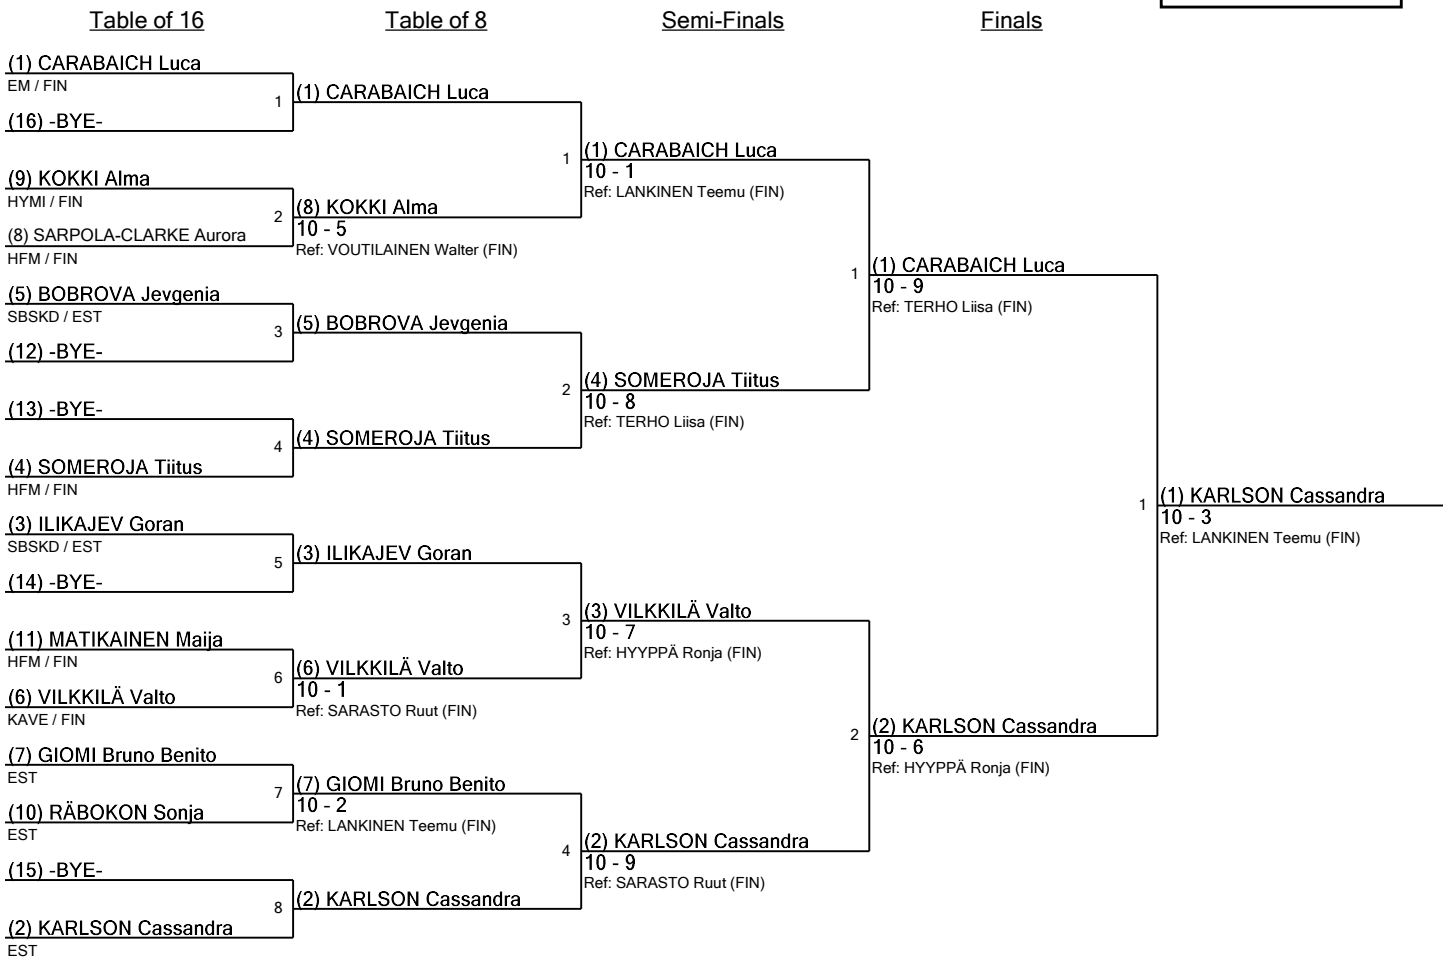 Table of 16
Table of 8
Semi-Finals
Finals
(1) CARABAICH Luca
EM / FIN
1
(16) -BYE-
(9) KOKKI Alma
HYMI / FIN
2
(8) SARPOLA-CLARKE Aurora
HFM / FIN
(5) BOBROVA Jevgenia
SBSKD / EST
3
(12) -BYE-
(13) -BYE-
4
(4) SOMEROJA Tiitus
HFM / FIN
(3) ILIKAJEV Goran
SBSKD / EST
5
(14) -BYE-
(11) MATIKAINEN Maija
HFM / FIN
6
(6) VILKKILÄ Valto
KAVE / FIN
(7) GIOMI Bruno Benito
EST
7
(10) RÄBOKON Sonja
EST
(15) -BYE-
8
(2) KARLSON Cassandra
EST
(1) CARABAICH Luca
1
(8) KOKKI Alma
10 - 5
Ref: VOUTILAINEN Walter (FIN)
(5) BOBROVA Jevgenia
2
(4) SOMEROJA Tiitus
(3) ILIKAJEV Goran
3
(6) VILKKILÄ Valto
10 - 1
Ref: SARASTO Ruut (FIN)
(7) GIOMI Bruno Benito
10 - 2
Ref: LANKINEN Teemu (FIN)
4
(2) KARLSON Cassandra
(1) CARABAICH Luca
10 - 1
Ref: LANKINEN Teemu (FIN)
1
(4) SOMEROJA Tiitus
10 - 8
Ref: TERHO Liisa (FIN)
(3) VILKKILÄ Valto
10 - 7
Ref: HYYPPÄ Ronja (FIN)
2
(2) KARLSON Cassandra
10 - 9
Ref: SARASTO Ruut (FIN)
(1) CARABAICH Luca
10 - 9
Ref: TERHO Liisa (FIN)
1
(2) KARLSON Cassandra
10 - 6
Ref: HYYPPÄ Ronja (FIN)
(1) KARLSON Cassandra
10 - 3
Ref: LANKINEN Teemu (FIN)